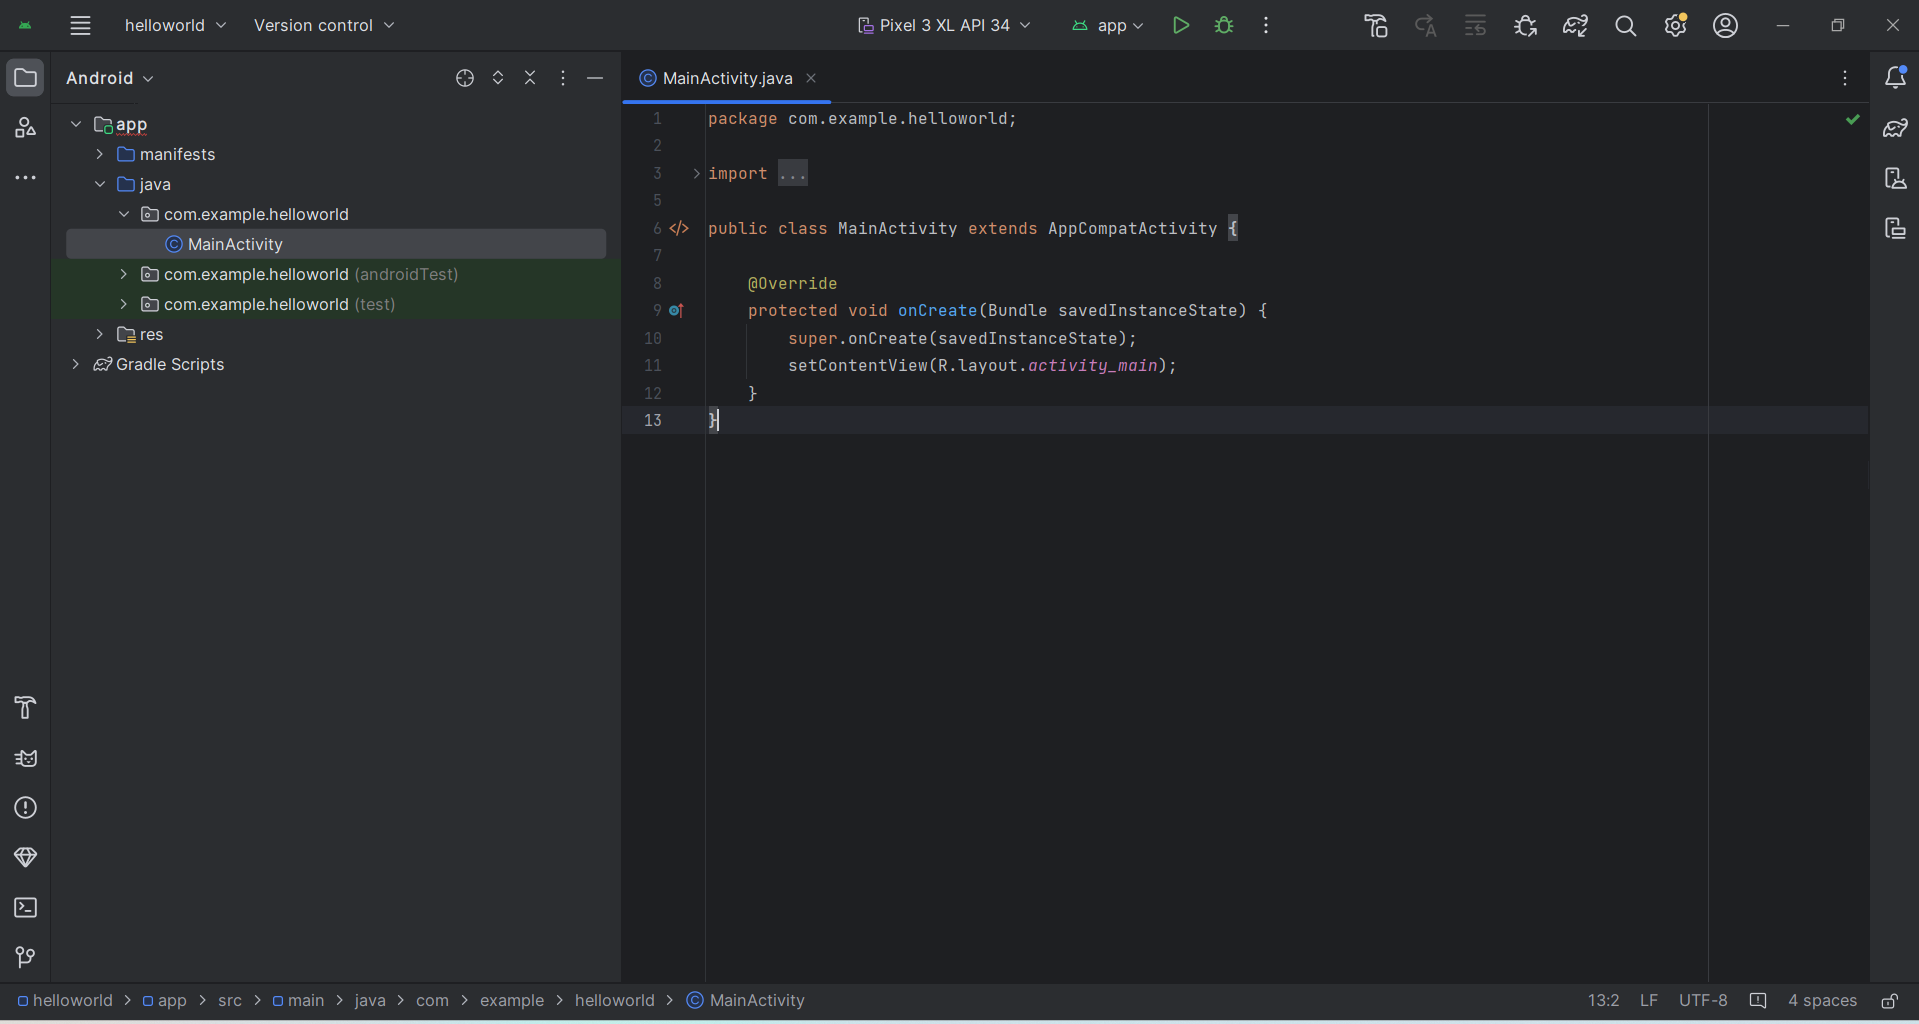 helloworld Version control Pixel 3 XL API 34 app
Android
MainActivity.java
app
manifests
java
com.example.helloworld
MainActivity
com.example.helloworld (androidTest)
com.example.helloworld (test)
res
Gradle Scripts
1 package com.example.helloworld;
2
3 import ...
5
6 public class MainActivity extends AppCompatActivity {
7
8 @Override
9 protected void onCreate(Bundle savedInstanceState) {
10 super.onCreate(savedInstanceState);
11 setContentView(R.layout.activity_main);
12 }
13 }
helloworld > app > src > main > java > com > example > helloworld > MainActivity 13:2 LF UTF-8 4 spaces